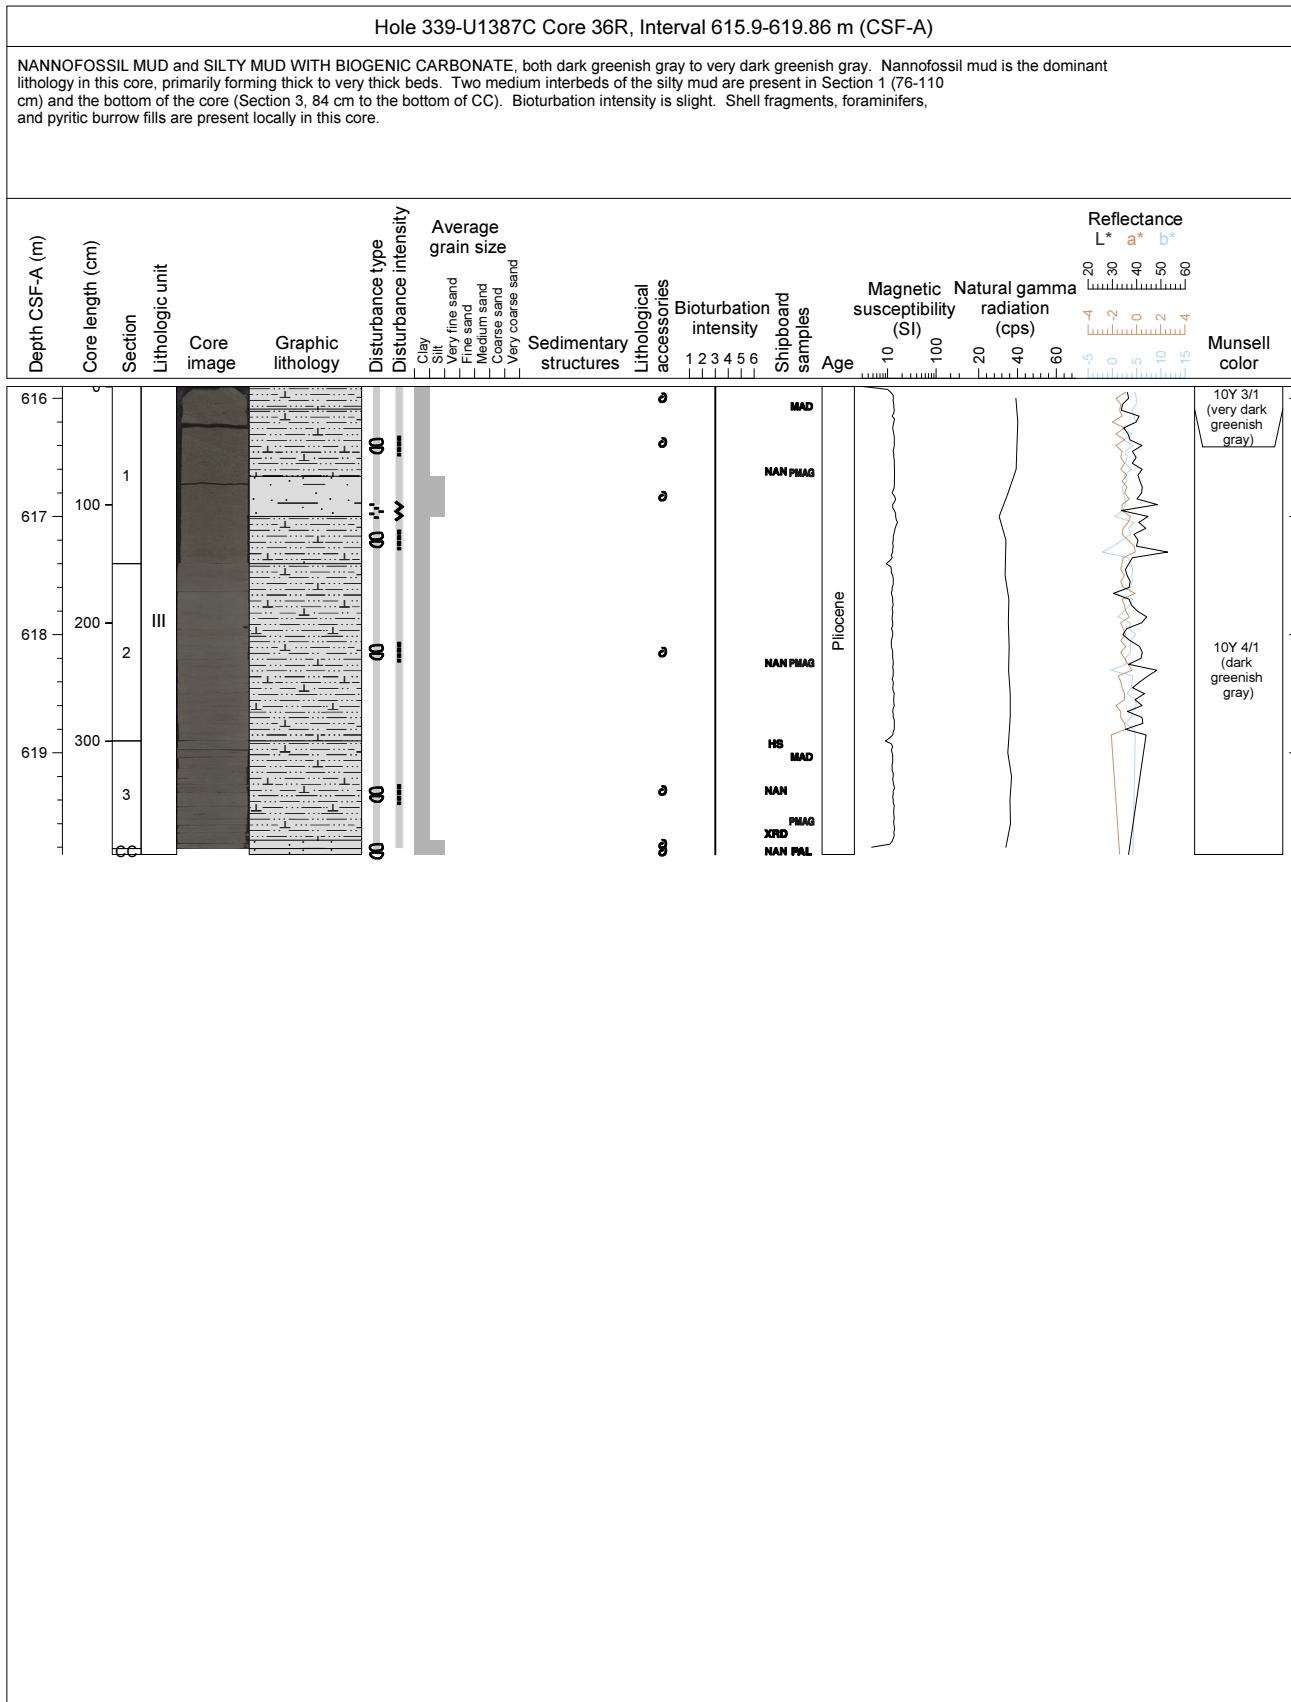 Hole 339-U1387C Core 36R, Interval 615.9-619.86 m (CSF-A)
NANNOFOSSIL MUD and SILTY MUD WITH BIOGENIC CARBONATE, both dark greenish gray to very dark greenish gray. Nannofossil mud is the dominant
lithology in this core, primarily forming thick to very thick beds. Two medium interbeds of the silty mud are present in Section 1 (76-110
cm) and the bottom of the core (Section 3, 84 cm to the bottom of CC). Bioturbation intensity is slight. Shell fragments, foraminifers,
and pyritic burrow fills are present locally in this core.
Depth CSF-A (m)
Core length (cm)
Section
Lithologic unit
Core
image
Graphic
lithology
Disturbance type
Disturbance intensity
Average
grain size
Clay
Silt
Very fine sand
Fine sand
Medium sand
Coarse sand
Very coarse sand
Sedimentary
structures
Lithological
accessories
Bioturbation
intensity
1 2 3 4 5 6
Shipboard
samples
Age
Magnetic
susceptibility
(SI)
10
100
Natural gamma
radiation
(cps)
20
40
60
Reflectance
L* a* b*
20 30 40 50 60
-4 -2 0 2 4
-5 0 5 10 15
Munsell
color
616
617
618
619
0
100
200
300
1
2
3
CC
III
MAD
NAN PMAG
NAN PMAG
HS
MAD
NAN
PMAG
XRD
NAN PAL
Pliocene
10Y 3/1
(very dark
greenish
gray)
10Y 4/1
(dark
greenish
gray)